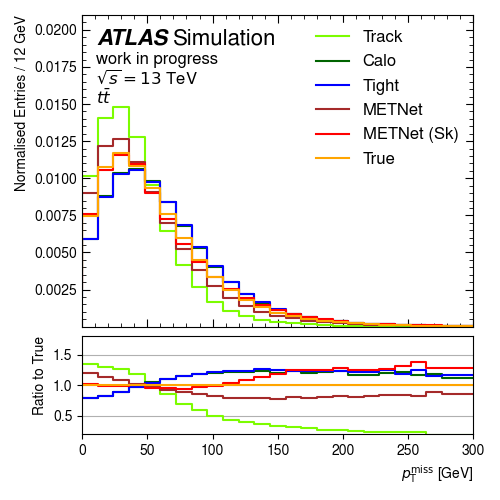 ATLAS Simulation
work in progress
√s = 13 TeV
tt̄
Track
Calo
Tight
METNet
METNet (Sk)
True
Normalised Entries / 12 GeV
0.0200
0.0175
0.0150
0.0125
0.0100
0.0075
0.0050
0.0025
Ratio to True
1.5
1.0
0.5
0 50 100 150 200 250 300
p_T^miss [GeV]